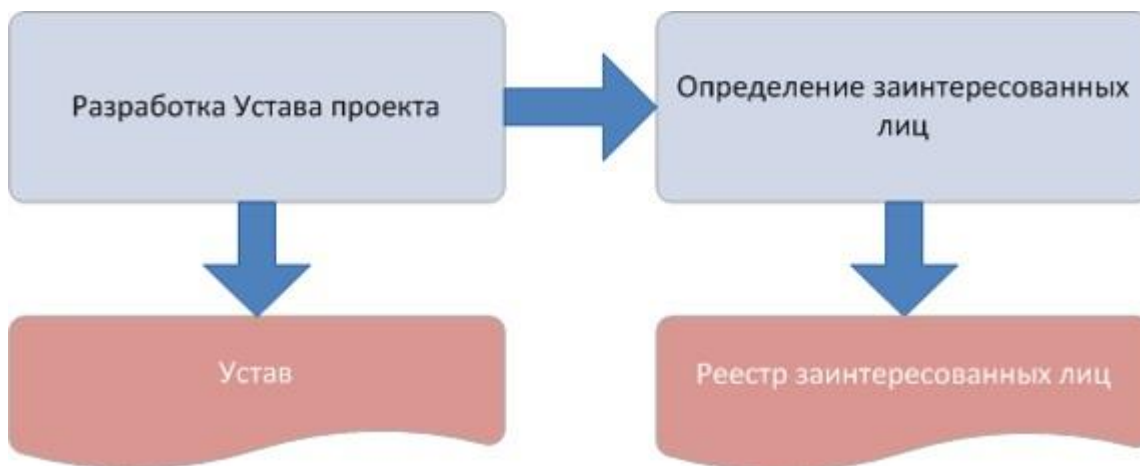 Разработка Устава проекта
Определение заинтересованных
лиц
Устав
Реестр заинтересованных лиц